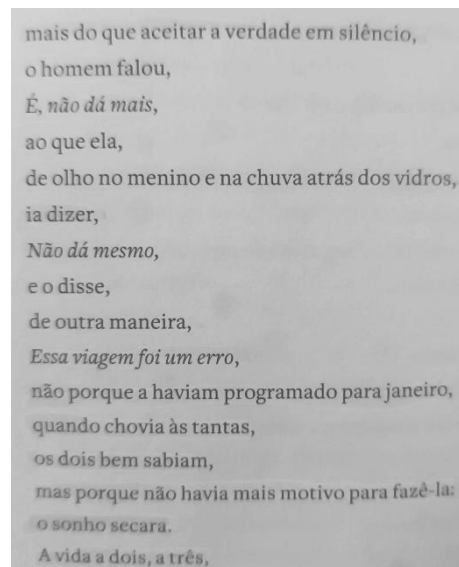 mais do que aceitar a verdade em silêncio,
o homem falou,
É, não dá mais,
ao que ela,
de olho no menino e na chuva atrás dos vidros,
ia dizer,
Não dá mesmo,
e o disse,
de outra maneira,
Essa viagem foi um erro,
não porque a haviam programado para janeiro,
quando chovia às tantas,
os dois bem sabiam,
mas porque não havia mais motivo para fazê-la:
o sonho secara.
A vida a dois, a três,